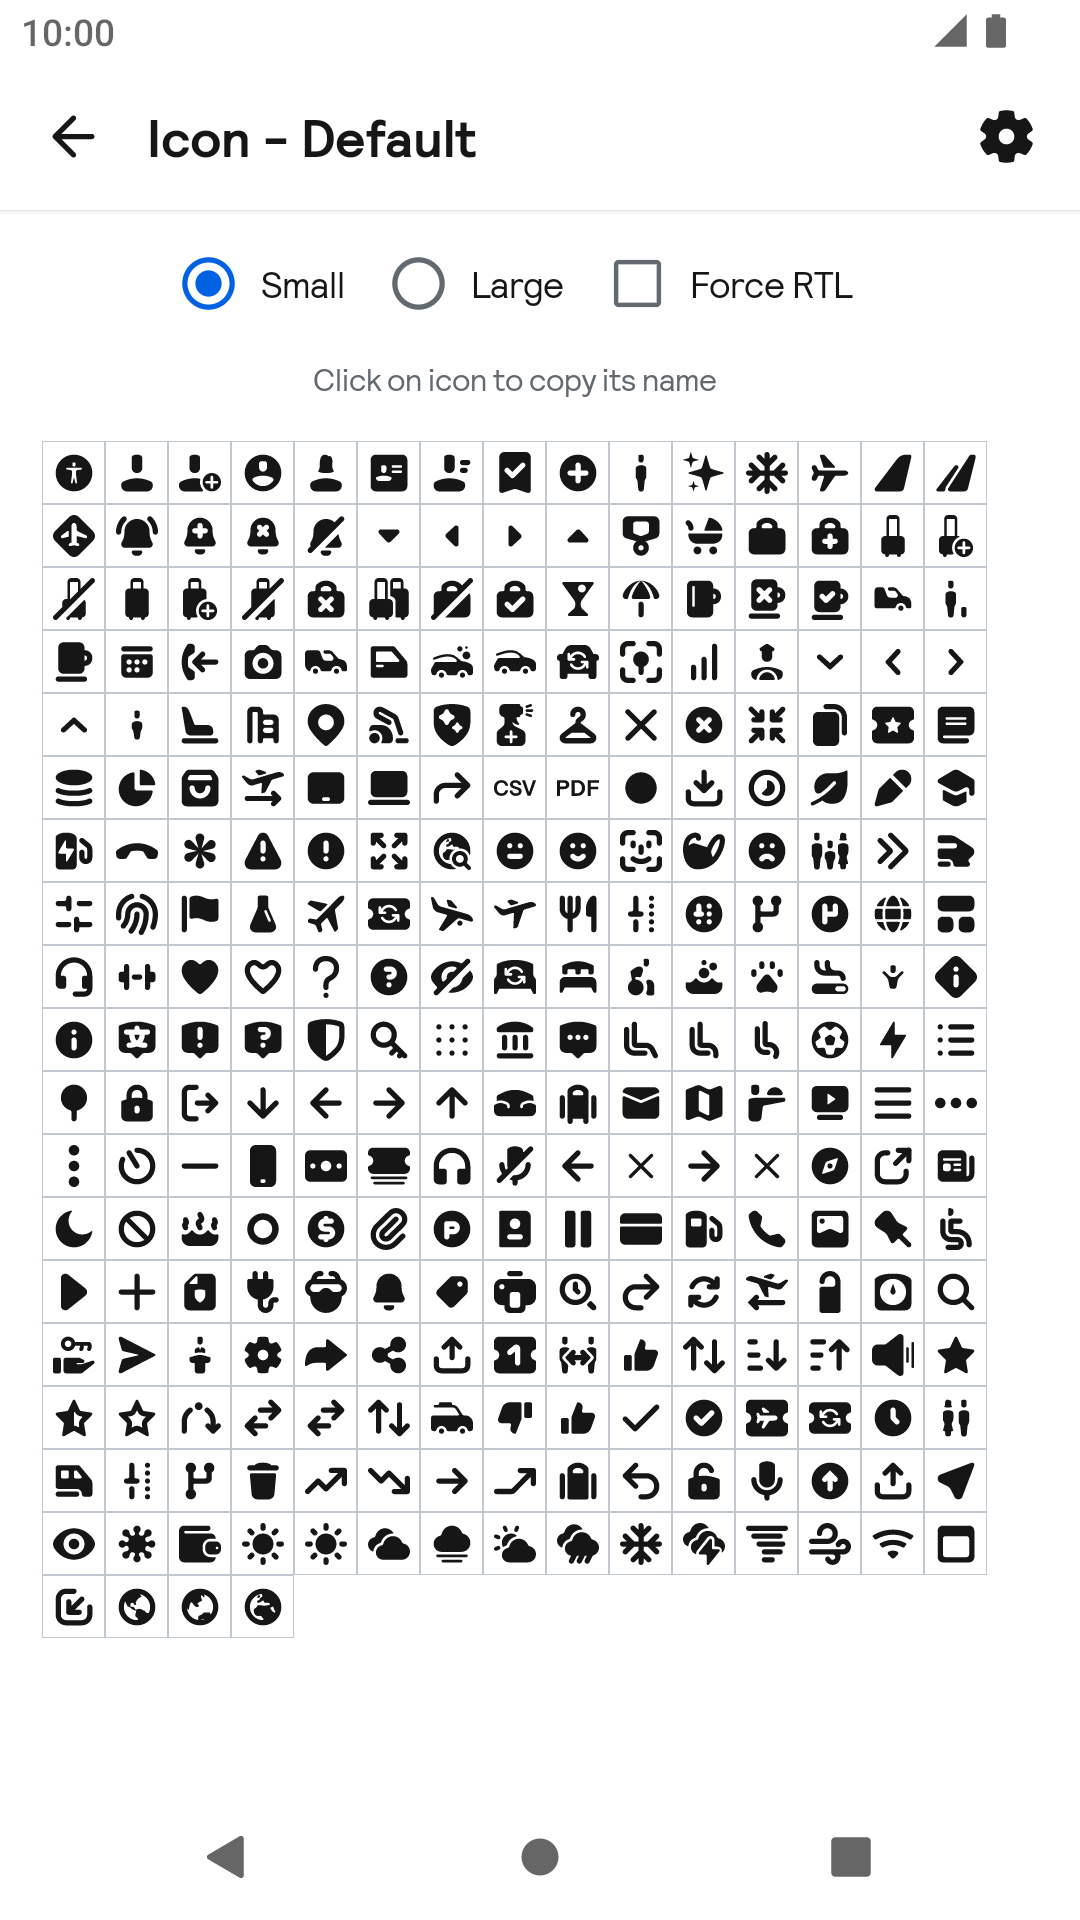 10:00
Icon - Default
Small
Large
Force RTL
Click on icon to copy its name
CSV
PDF